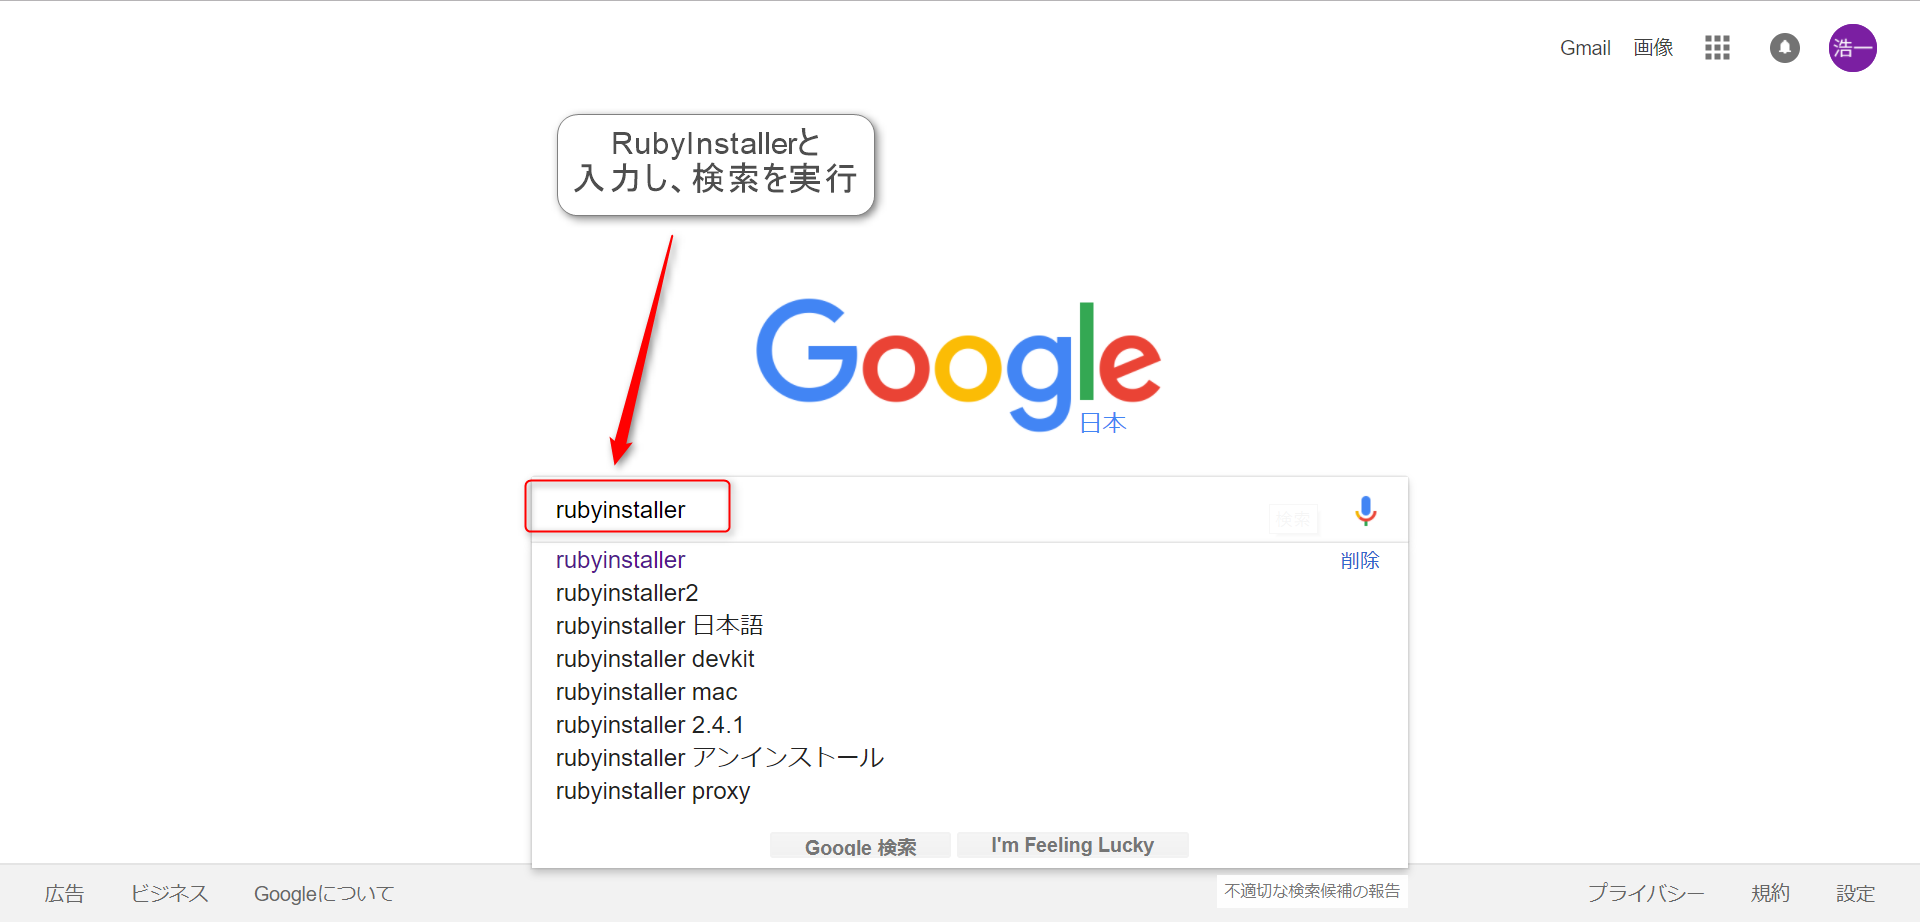 Gmail 画像 浩一
RubyInstallerと
入力し、検索を実行
Google
日本
rubyinstaller
検索
rubyinstaller 削除
rubyinstaller2
rubyinstaller 日本語
rubyinstaller devkit
rubyinstaller mac
rubyinstaller 2.4.1
rubyinstaller アンインストール
rubyinstaller proxy
Google 検索 I'm Feeling Lucky
不適切な検索候補の報告
広告 ビジネス Googleについて プライバシー 規約 設定